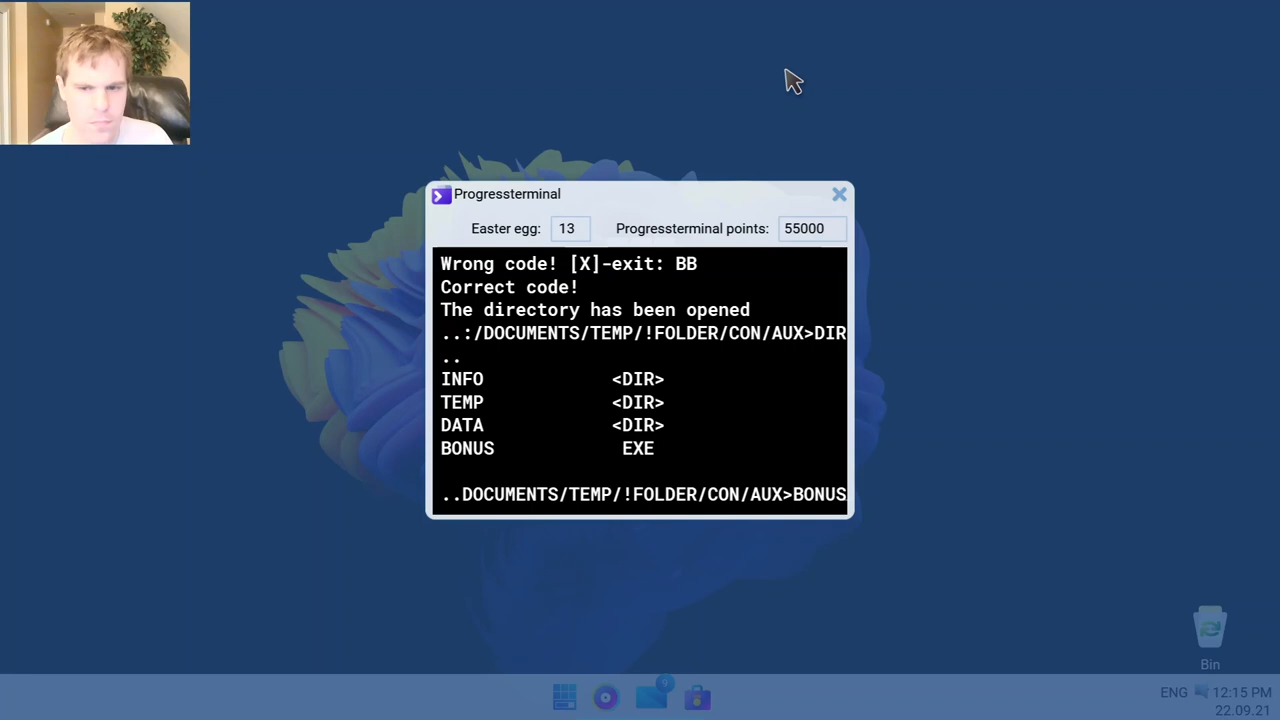 Progressterminal
Easter egg: 13 Progressterminal points: 55000
Wrong code! [X]-exit: BB
Correct code!
The directory has been opened
..:/DOCUMENTS/TEMP/!FOLDER/CON/AUX>DIR
..
INFO <DIR>
TEMP <DIR>
DATA <DIR>
BONUS EXE
..DOCUMENTS/TEMP/!FOLDER/CON/AUX>BONUS
Bin
9
ENG 12:15 PM
22.09.21